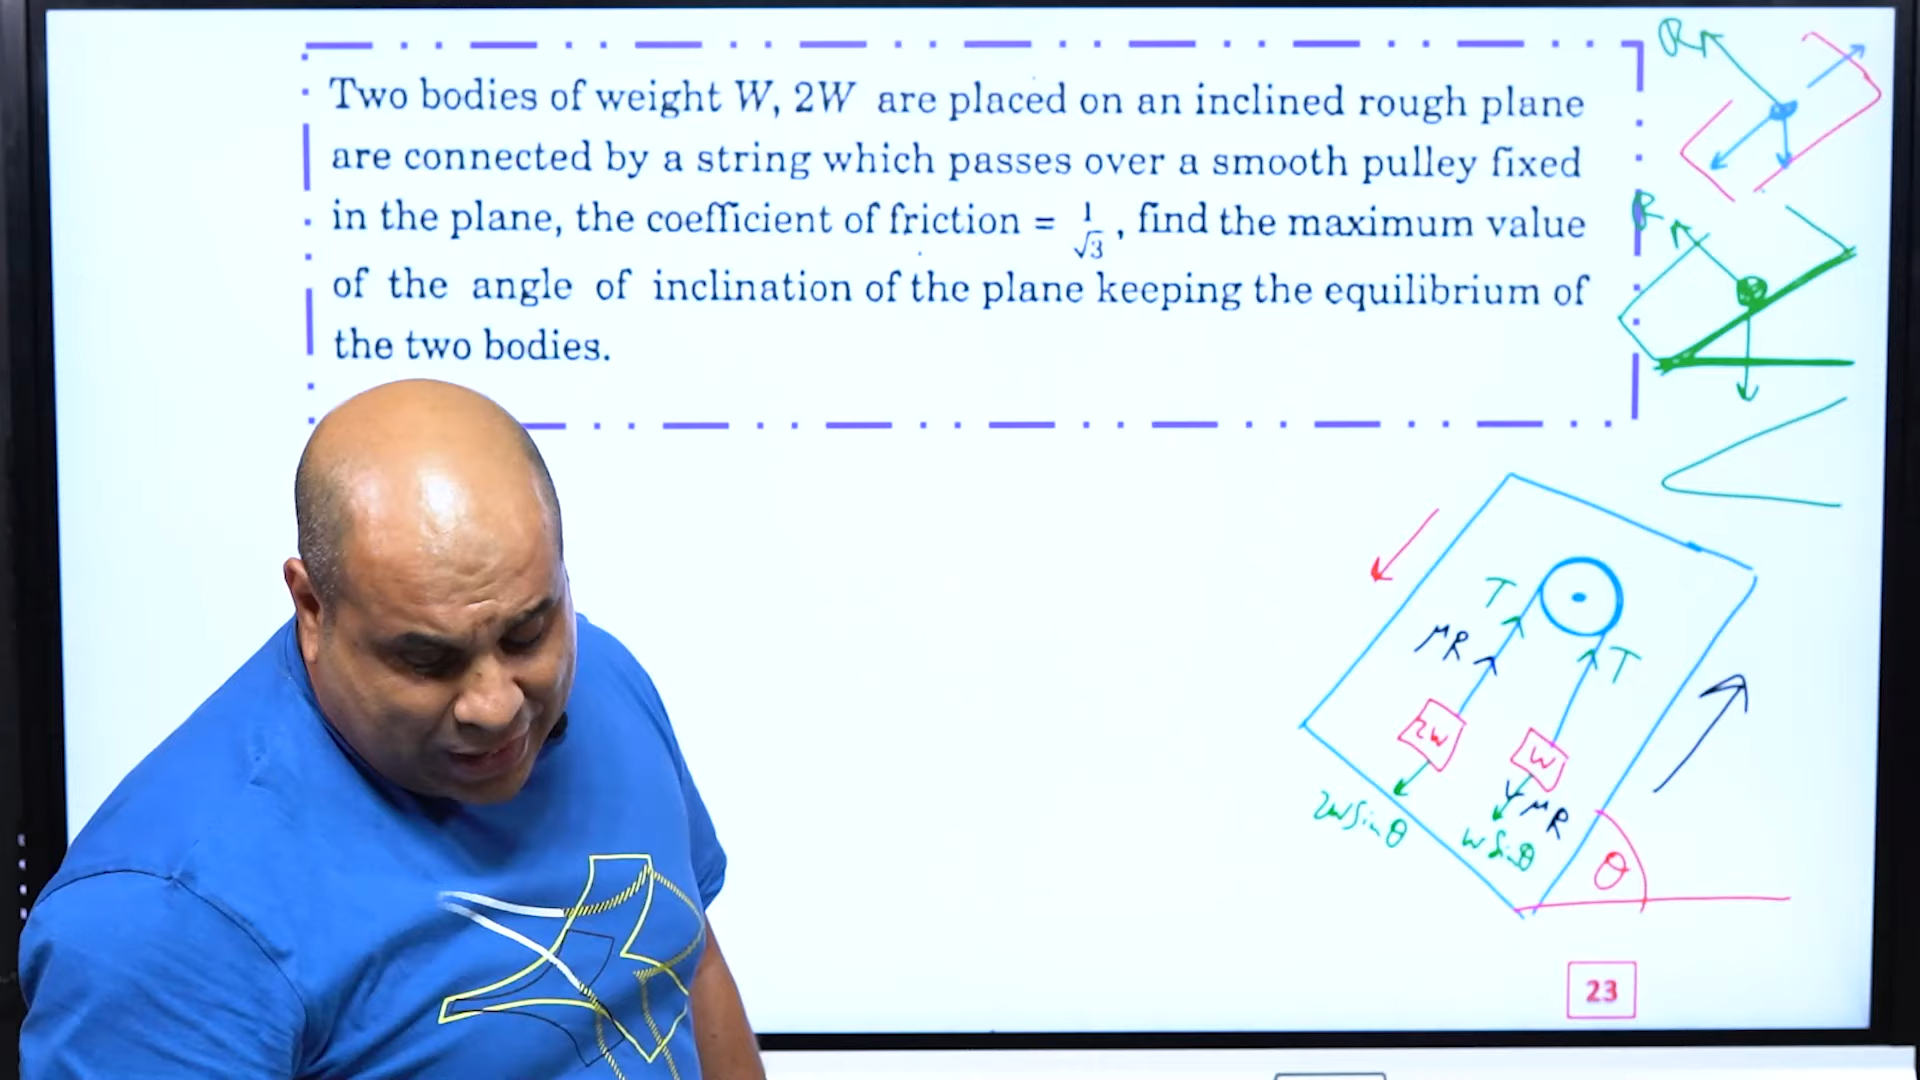 Two bodies of weight W, 2W are placed on an inclined rough plane
are connected by a string which passes over a smooth pulley fixed
in the plane, the coefficient of friction = 1/√3, find the maximum value
of the angle of inclination of the plane keeping the equilibrium of
the two bodies.
R
R
T
μR
T
2W
W
2W Sin θ
μR
W Sin θ
θ
23